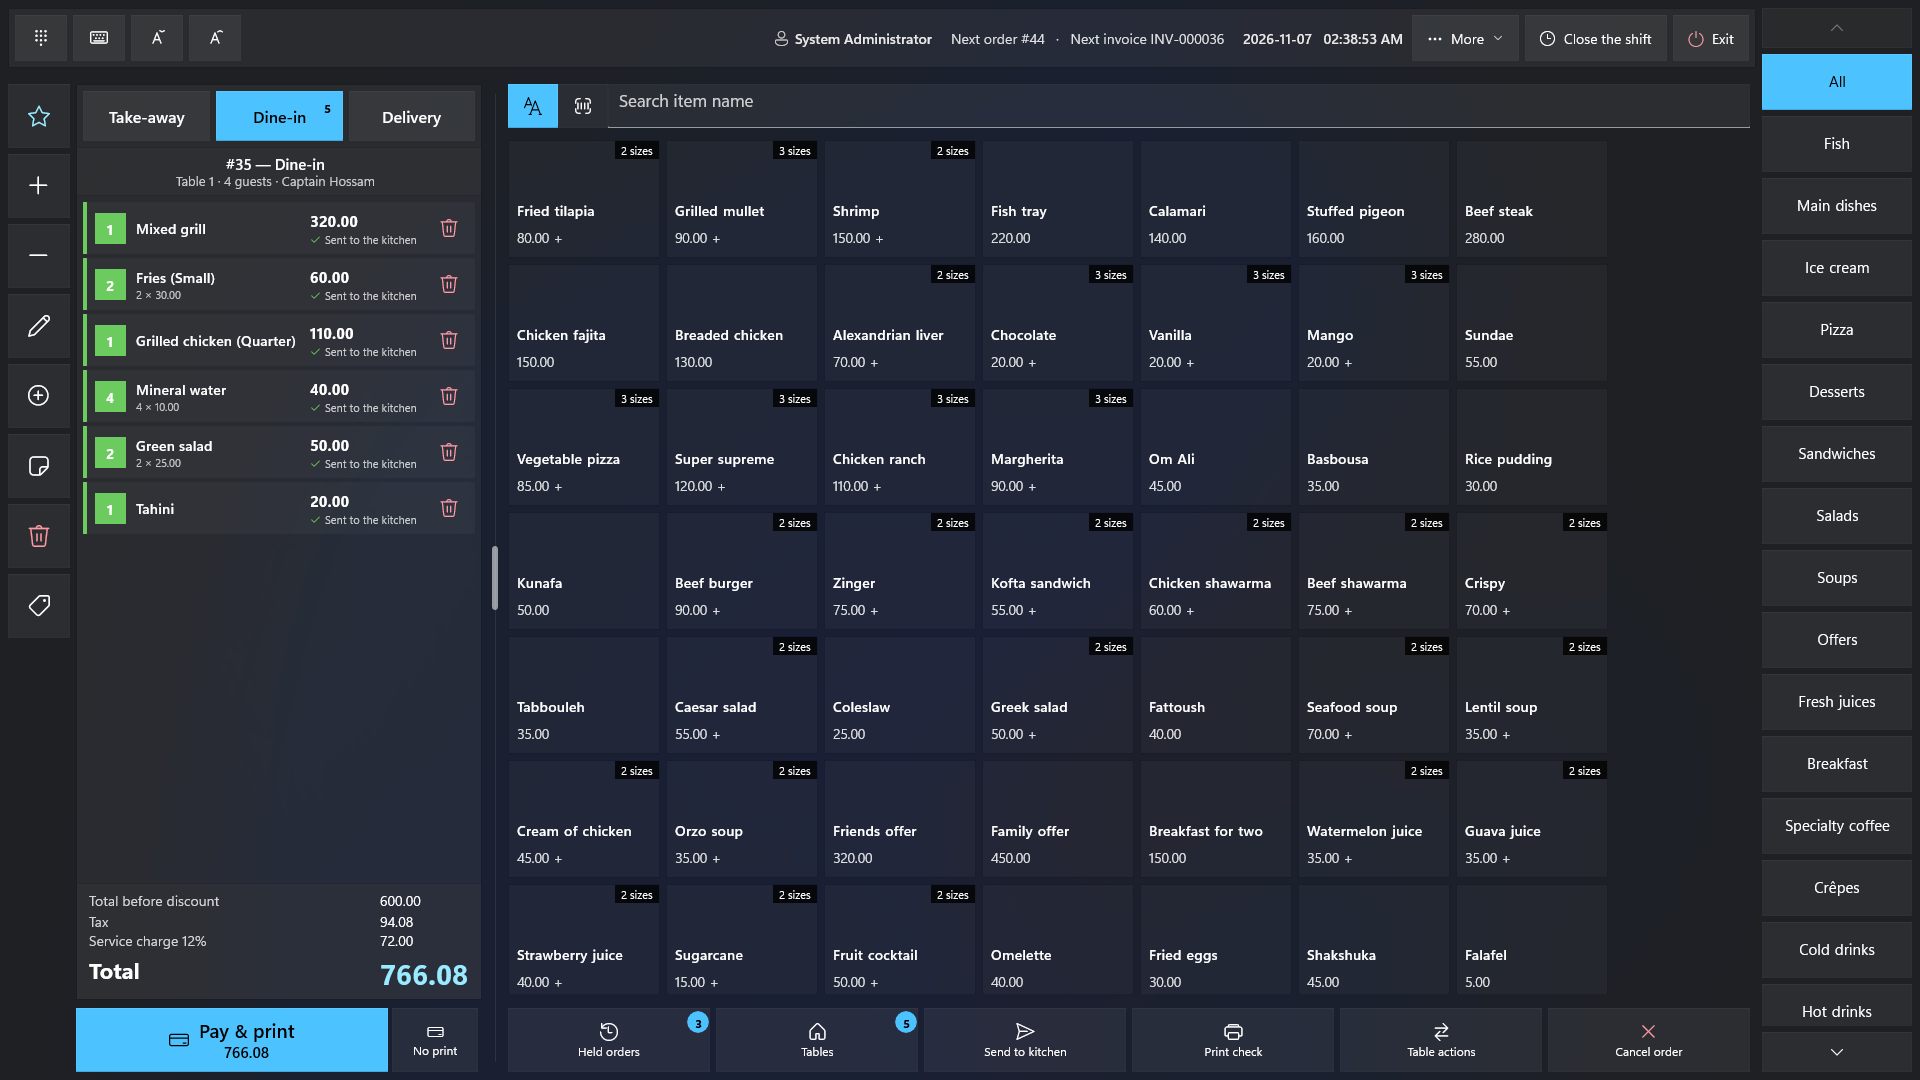 System Administrator
Next order #44 · Next invoice INV-000036
2026-11-07 02:38:53 AM
More
Close the shift
Exit
Take-away
Dine-in 5
Delivery
#35 — Dine-in
Table 1 · 4 guests · Captain Hossam
1 Mixed grill 320.00
Sent to the kitchen
2 Fries (Small) 60.00
2 × 30.00 Sent to the kitchen
1 Grilled chicken (Quarter) 110.00
Sent to the kitchen
4 Mineral water 40.00
4 × 10.00 Sent to the kitchen
2 Green salad 50.00
2 × 25.00 Sent to the kitchen
1 Tahini 20.00
Sent to the kitchen
Total before discount 600.00
Tax 94.08
Service charge 12% 72.00
Total 766.08
Pay & print
766.08
No print
Search item name
2 sizes 3 sizes 2 sizes
Fried tilapia Grilled mullet Shrimp Fish tray Calamari Stuffed pigeon Beef steak
80.00 + 90.00 + 150.00 + 220.00 140.00 160.00 280.00
2 sizes 3 sizes 3 sizes 3 sizes
Chicken fajita Breaded chicken Alexandrian liver Chocolate Vanilla Mango Sundae
150.00 130.00 70.00 + 20.00 + 20.00 + 20.00 + 55.00
3 sizes 3 sizes 3 sizes 3 sizes
Vegetable pizza Super supreme Chicken ranch Margherita Om Ali Basbousa Rice pudding
85.00 + 120.00 + 110.00 + 90.00 + 45.00 35.00 30.00
2 sizes 2 sizes 2 sizes 2 sizes 2 sizes 2 sizes
Kunafa Beef burger Zinger Kofta sandwich Chicken shawarma Beef shawarma Crispy
50.00 90.00 + 75.00 + 55.00 + 60.00 + 75.00 + 70.00 +
2 sizes 2 sizes 2 sizes 2 sizes
Tabbouleh Caesar salad Coleslaw Greek salad Fattoush Seafood soup Lentil soup
35.00 55.00 + 25.00 50.00 + 40.00 70.00 + 35.00 +
2 sizes 2 sizes 2 sizes 2 sizes
Cream of chicken Orzo soup Friends offer Family offer Breakfast for two Watermelon juice Guava juice
45.00 + 35.00 + 320.00 450.00 150.00 35.00 + 35.00 +
2 sizes 2 sizes 2 sizes
Strawberry juice Sugarcane Fruit cocktail Omelette Fried eggs Shakshuka Falafel
40.00 + 15.00 + 50.00 + 40.00 30.00 45.00 5.00
Held orders 3
Tables 5
Send to kitchen
Print check
Table actions
Cancel order
All
Fish
Main dishes
Ice cream
Pizza
Desserts
Sandwiches
Salads
Soups
Offers
Fresh juices
Breakfast
Specialty coffee
Crêpes
Cold drinks
Hot drinks